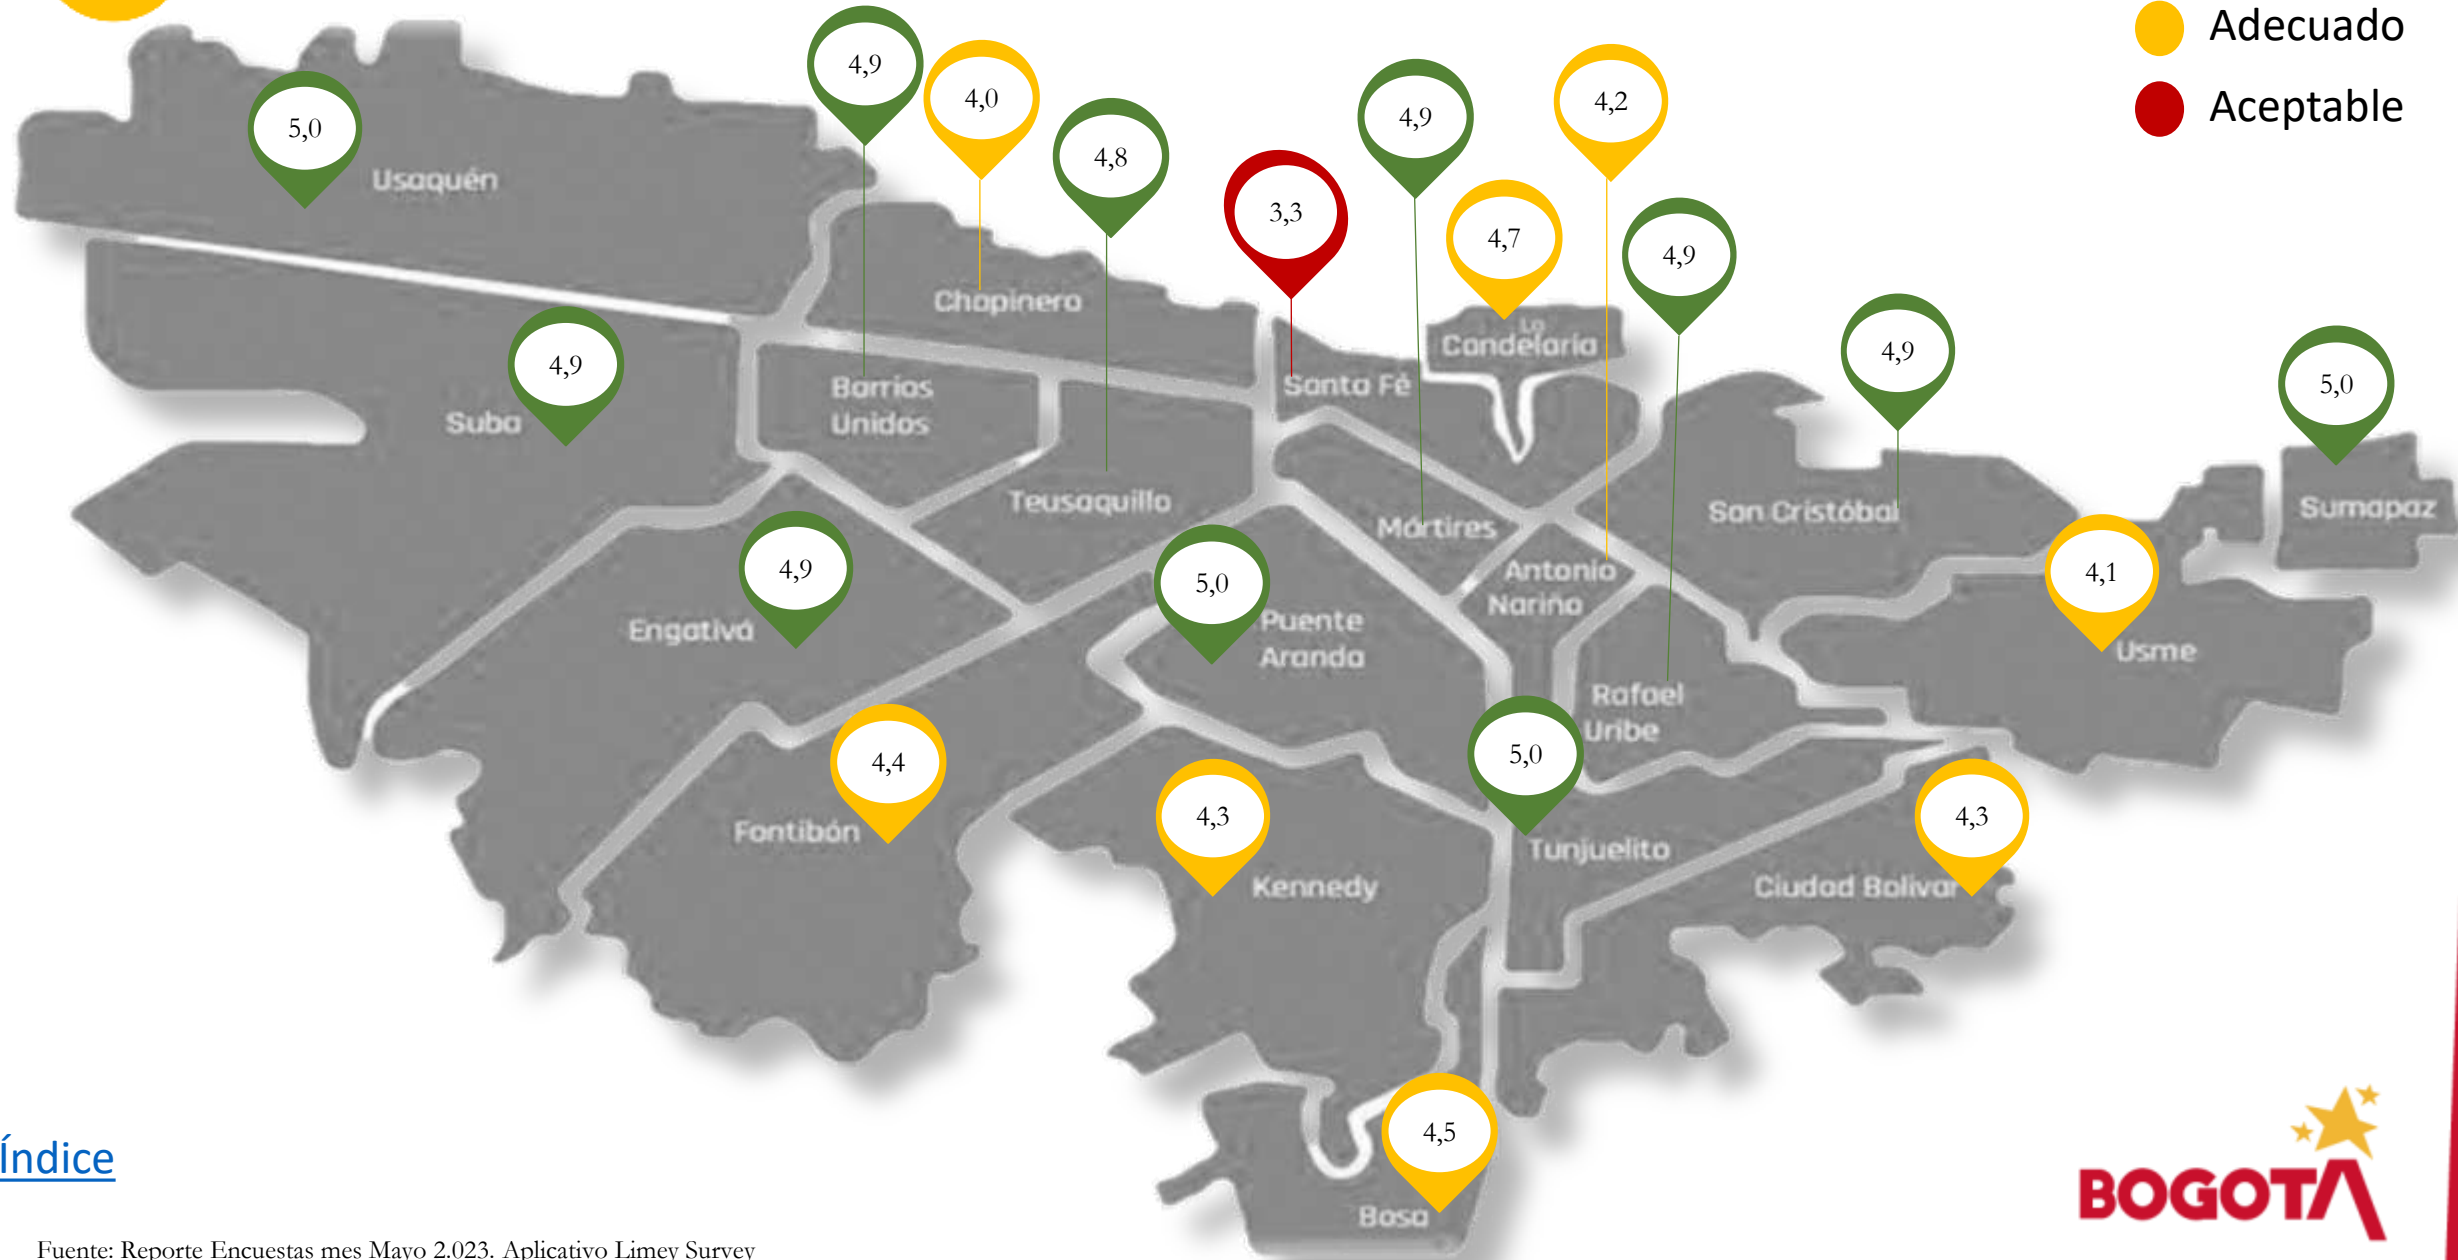 Adecuado
Aceptable
4,9
4,0
4,2
4,9
5,0
4,8
Usaquén
3,3
4,7
4,9
Chapinero
La
Candelaria
4,9
4,9
5,0
Barrios
Unidos
Santa Fé
Suba
Teusaquillo
Mártires
San Cristóbal
Sumapaz
4,9
5,0
Antonio
Nariño
4,1
Engativá
Puente
Aranda
Usme
Rafael
Uribe
4,4
5,0
4,3
4,3
Fontibón
Tunjuelito
Kennedy
Ciudad Bolivar
4,5
Bosa
Índice
BOGOTA
Fuente: Reporte Encuestas mes Mayo 2.023. Aplicativo Limey Survey